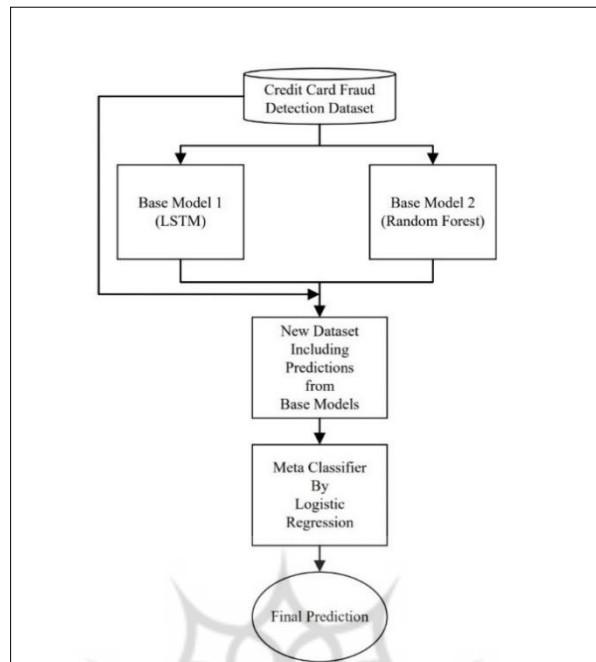 Credit Card Fraud
Detection Dataset
Base Model 1
(LSTM)
Base Model 2
(Random Forest)
New Dataset
Including
Predictions
from
Base Models
Meta Classifier
By
Logistic
Regression
Final Prediction